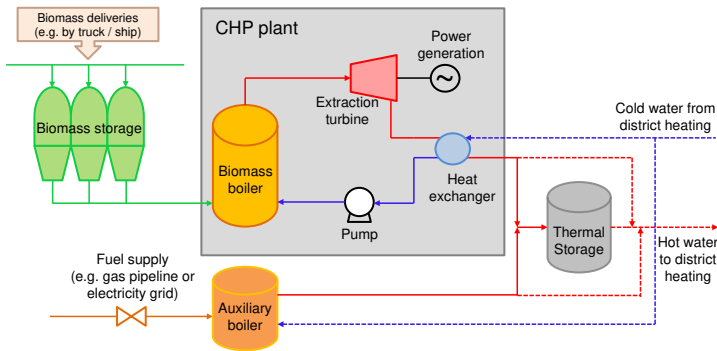 Biomass deliveries
(e.g. by truck / ship)
CHP plant
Power
generation
Extraction
turbine
Biomass storage
Cold water from
district heating
Biomass
boiler
Heat
exchanger
Pump
Thermal
Storage
Hot water
to district
heating
Fuel supply
(e.g. gas pipeline or
electricity grid)
Auxiliary
boiler